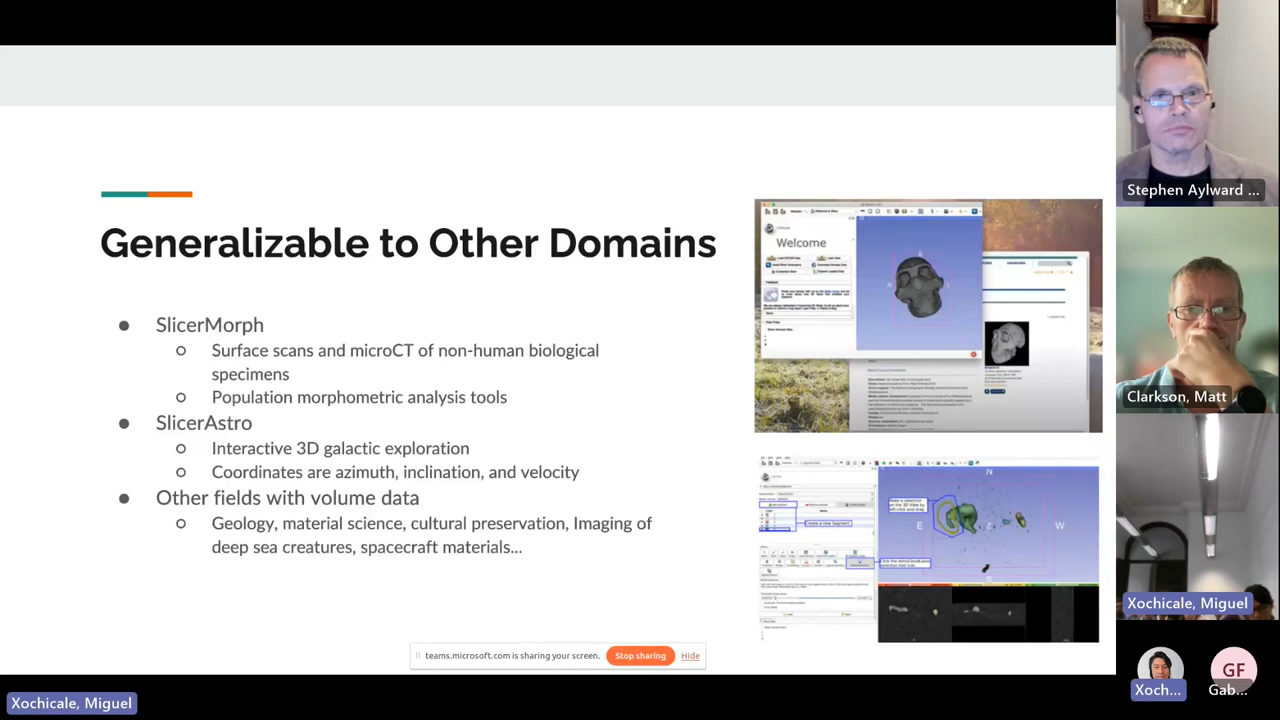 Generalizable to Other Domains
● SlicerMorph
○ Surface scans and microCT of non-human biological
specimens
○ Population morphometric analysis tools
● SlicerAstro
○ Interactive 3D galactic exploration
○ Coordinates are azimuth, inclination, and velocity
● Other fields with volume data
○ Geology, material science, cultural preservation, Imaging of
deep sea creatures, spacecraft materials...
Welcome
N
E
Z
W
teams.microsoft.com is sharing your screen.
Stop sharing
Hide
Xochicale, Miguel
Stephen Aylward ...
Clarkson, Matt
Xochicale, Miguel
Xoch...
GF
Gab...